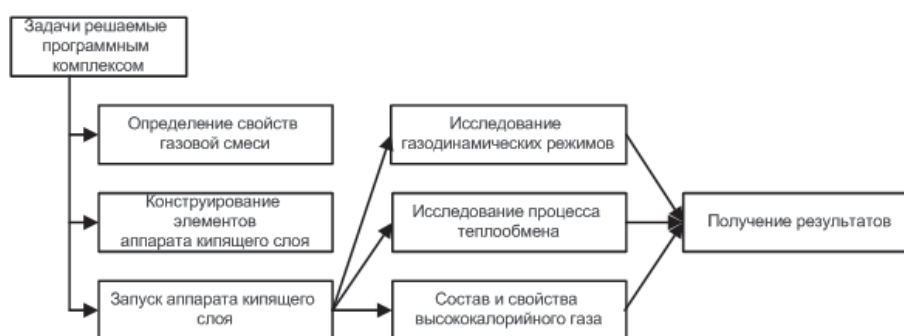 Задачи решаемые
программным
комплексом
Определение свойств
газовой смеси
Конструирование
элементов
аппарата кипящего слоя
Запуск аппарата кипящего
слоя
Исследование
газодинамических режимов
Исследование процесса
теплообмена
Состав и свойства
высококалорийного газа
Получение результатов